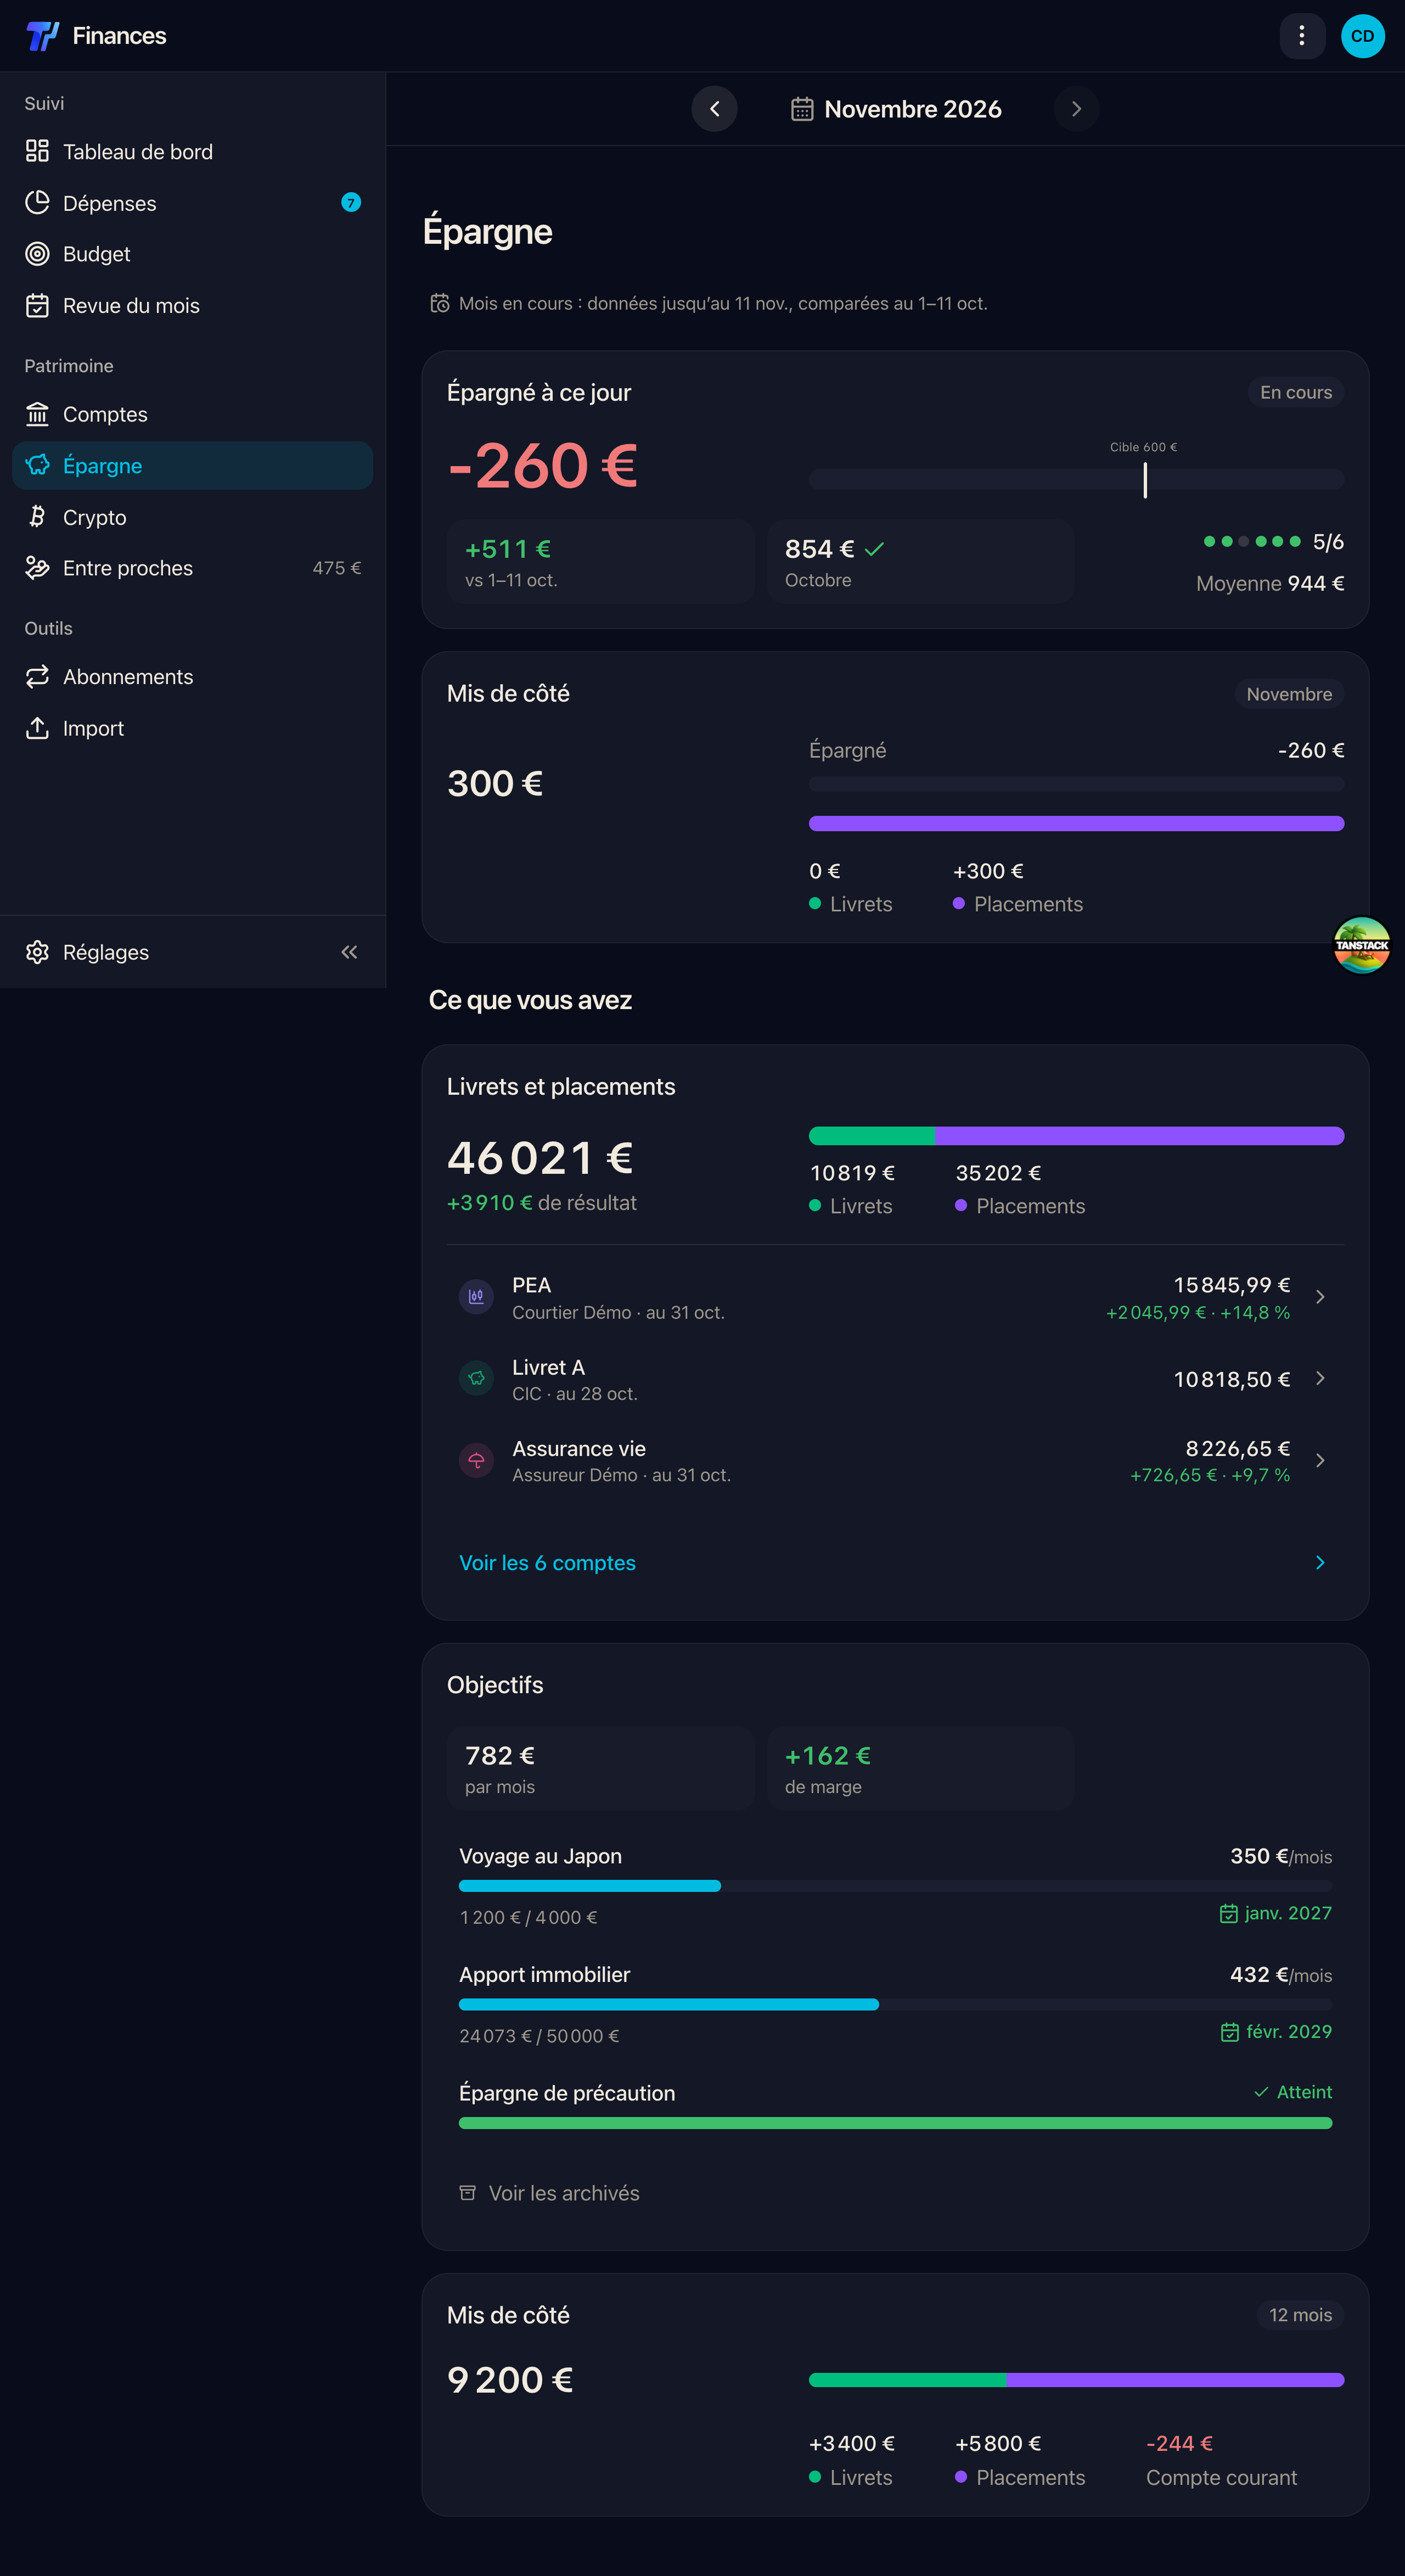 Finances
CD
Suivi
Tableau de bord
Dépenses
7
Budget
Revue du mois
Patrimoine
Comptes
Épargne
Crypto
Entre proches
475 €
Outils
Abonnements
Import
Réglages
Novembre 2026
Épargne
Mois en cours : données jusqu’au 11 nov., comparées au 1–11 oct.
Épargné à ce jour
En cours
-260 €
Cible 600 €
+511 €
vs 1–11 oct.
854 €
Octobre
5/6
Moyenne 944 €
Mis de côté
Novembre
300 €
Épargné
-260 €
0 €
Livrets
+300 €
Placements
TANSTACK
Ce que vous avez
Livrets et placements
46 021 €
+3 910 € de résultat
10 819 €
Livrets
35 202 €
Placements
PEA
Courtier Démo · au 31 oct.
15 845,99 €
+2 045,99 € · +14,8 %
Livret A
CIC · au 28 oct.
10 818,50 €
Assurance vie
Assureur Démo · au 31 oct.
8 226,65 €
+726,65 € · +9,7 %
Voir les 6 comptes
Objectifs
782 €
par mois
+162 €
de marge
Voyage au Japon
350 €/mois
1 200 € / 4 000 €
janv. 2027
Apport immobilier
432 €/mois
24 073 € / 50 000 €
févr. 2029
Épargne de précaution
Atteint
Voir les archivés
Mis de côté
12 mois
9 200 €
+3 400 €
Livrets
+5 800 €
Placements
-244 €
Compte courant